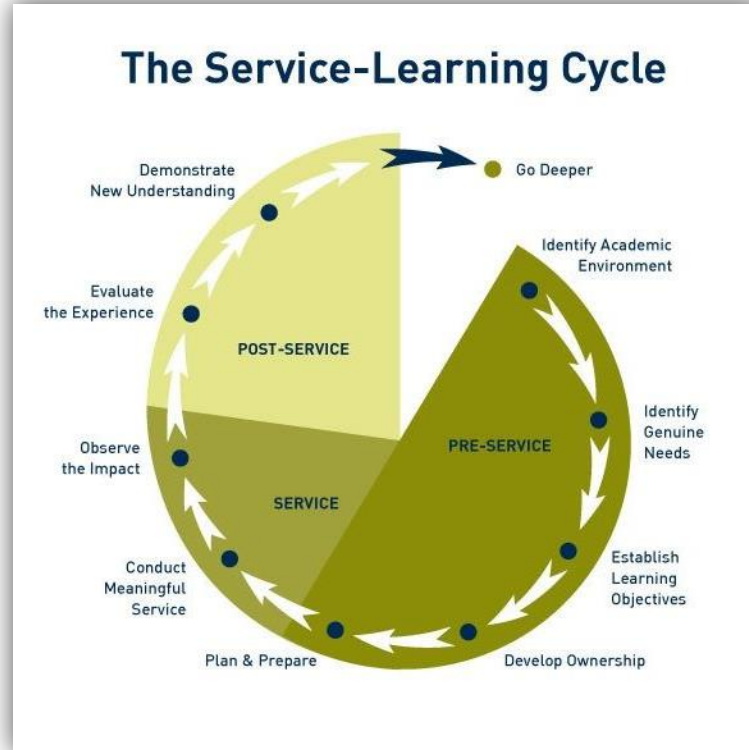 The Service-Learning Cycle
Go Deeper
Identify Academic
Environment
Identify
Genuine
Needs
Establish
Learning
Objectives
Develop Ownership
Plan & Prepare
Conduct
Meaningful
Service
Observe
the Impact
Evaluate
the Experience
Demonstrate
New Understanding
POST-SERVICE
PRE-SERVICE
SERVICE